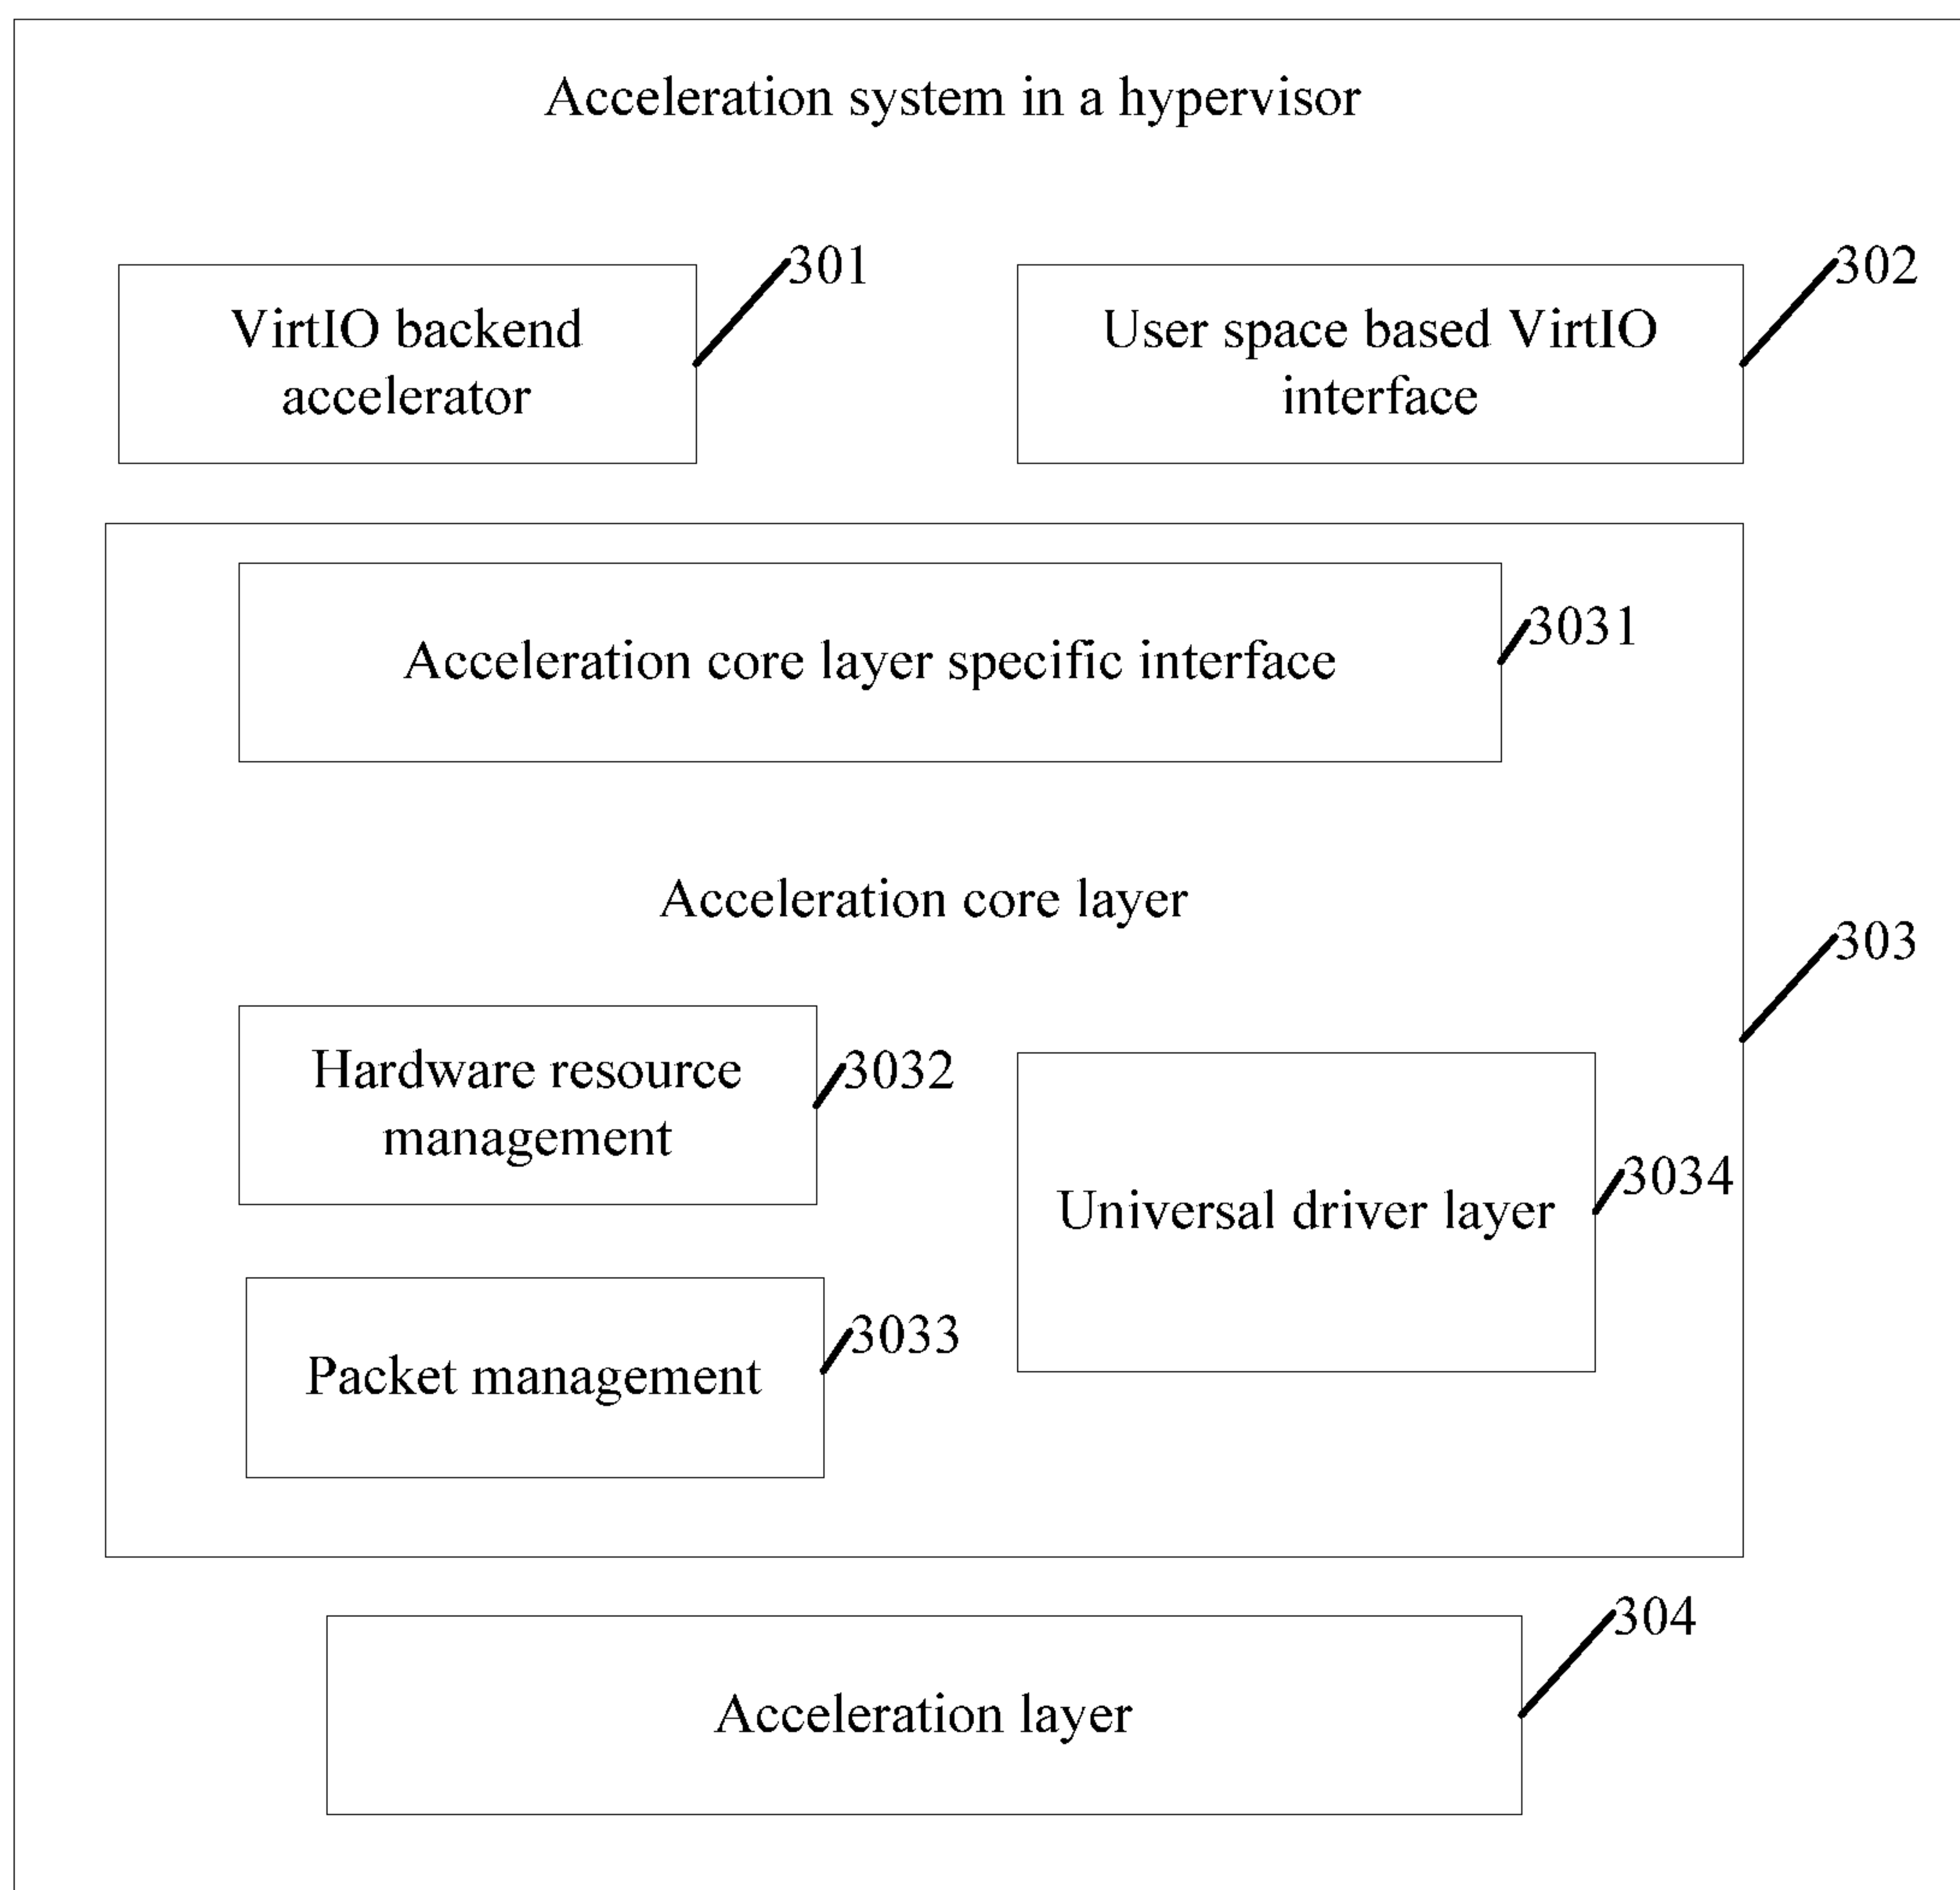 Acceleration system in a hypervisor
301
302
VirtIO backend
accelerator
User space based VirtIO
interface
3031
Acceleration core layer specific interface
Acceleration core layer
303
Hardware resource
management
3032
3034
Universal driver layer
3033
Packet management
304
Acceleration layer